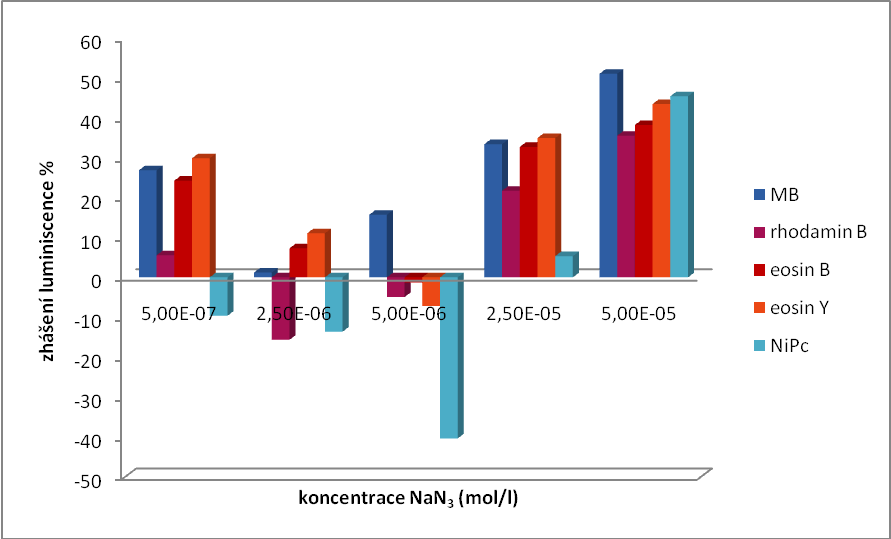 60
50
40
30
20
10
0
-10
-20
-30
-40
-50
zhášení luminiscence %
5,00E-07 2,50E-06 5,00E-06 2,50E-05 5,00E-05
koncentrace NaN₃ (mol/l)
MB
rhodamin B
eosin B
eosin Y
NiPc